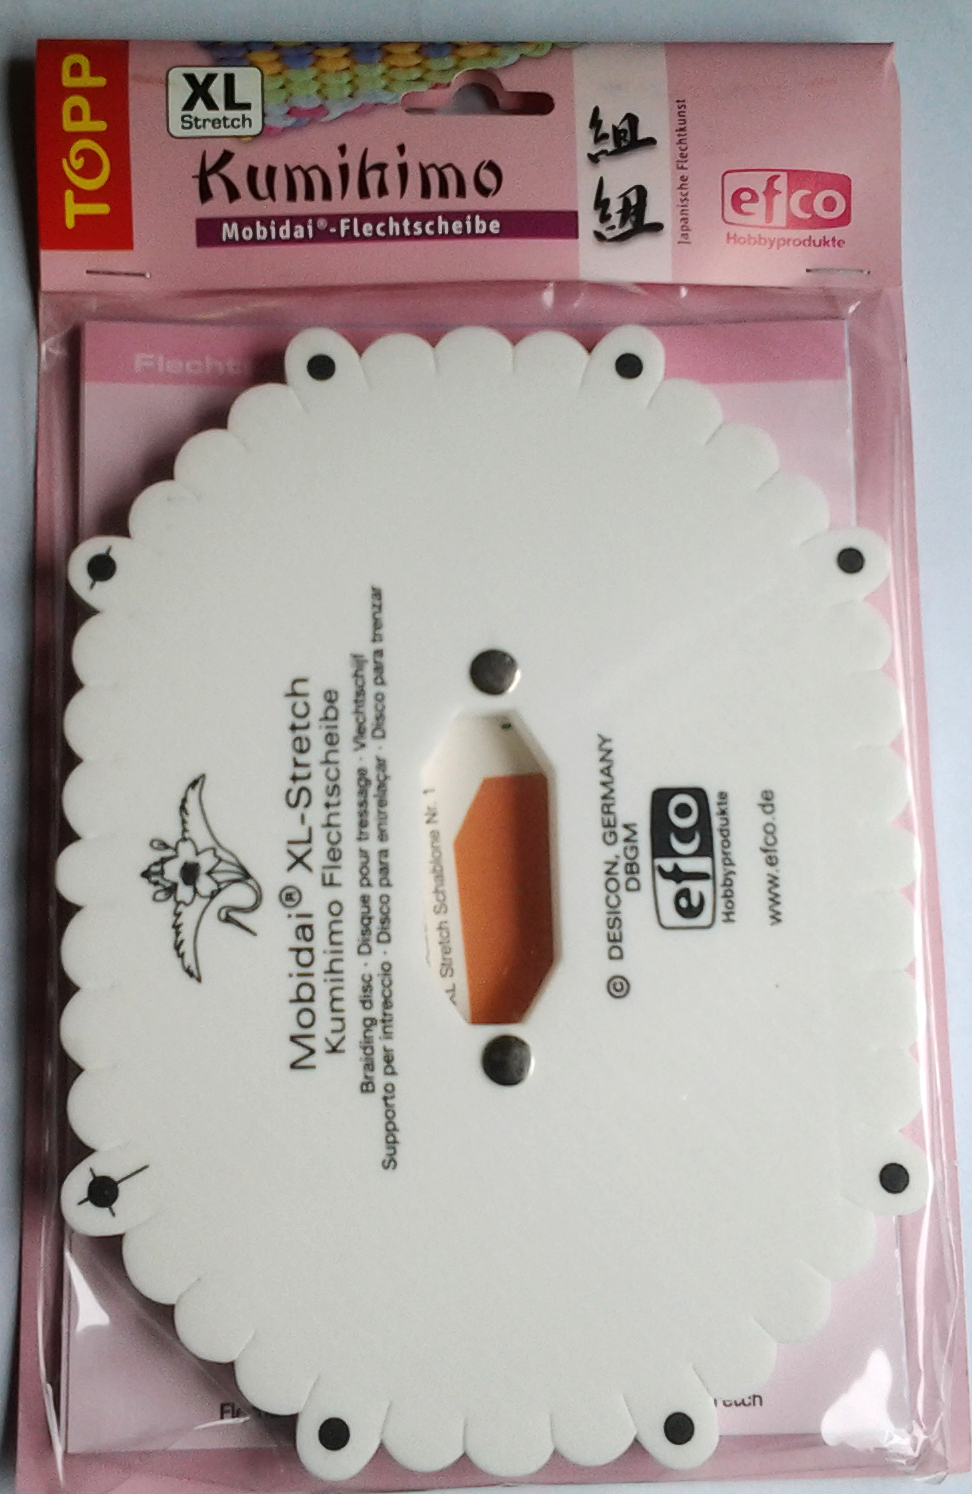 TOPP
XL
Stretch
Kumihimo
Mobidai®-Flechtscheibe
組
紐
Japanische Flechtkunst
efco
Hobbyprodukte
Flecht
Mobidai® XL-Stretch
Kumihimo Flechtscheibe
Braiding disc · Disque pour tressage · Vlechtschijf
Supporto per intreccio · Disco para entrelaçar · Disco para trenzar
XL Stretch Schablone Nr. 1
© DESICON, GERMANY
DBGM
efco
Hobbyprodukte
www.efco.de